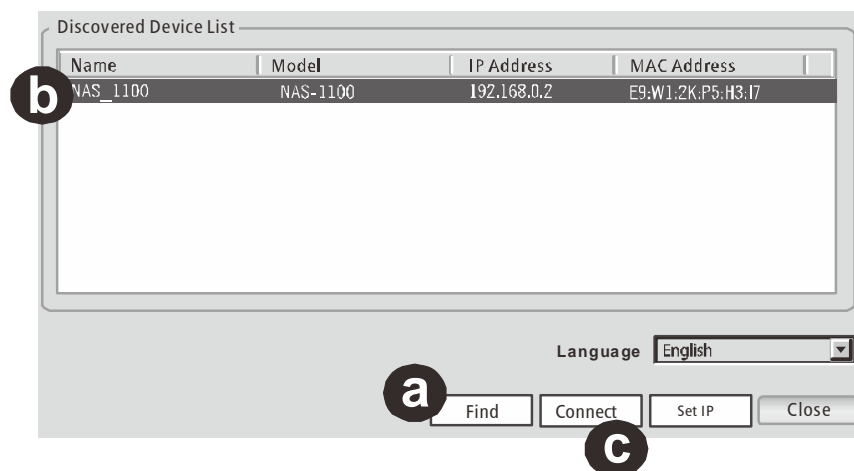 Discovered Device List
Name Model IP Address MAC Address
b
NAS_1100 NAS-1100 192.168.0.2 E9:W1:2K:P5:H3:I7
Language English
a
Find Connect Set IP Close
c